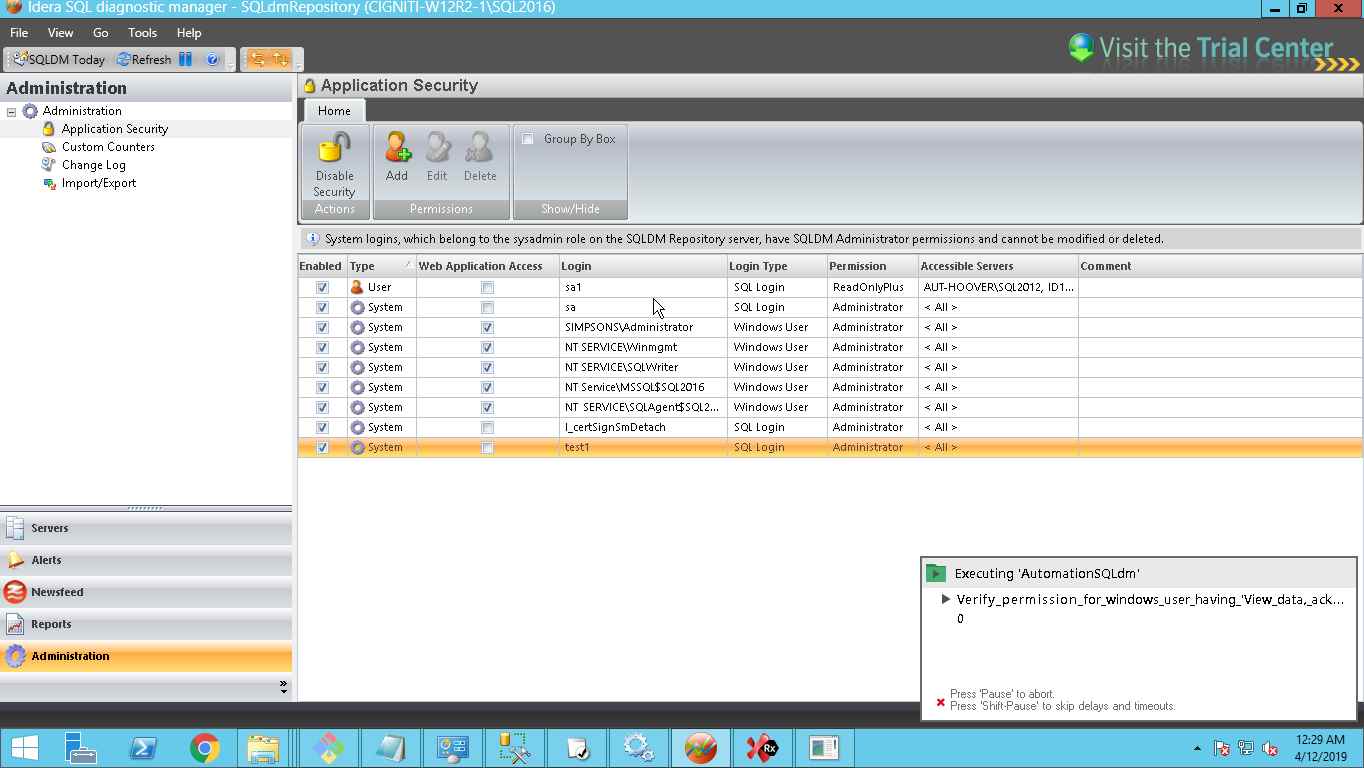 Idera SQL diagnostic manager - SQLdmRepository (CIGNITI-W12R2-1\SQL2016)
File View Go Tools Help
SQLDM Today Refresh
Visit the Trial Center
Administration
Application Security
Administration
Application Security
Custom Counters
Change Log
Import/Export
Home
Disable Security
Add Edit Delete
Group By Box
Actions Permissions Show/Hide
System logins, which belong to the sysadmin role on the SQLDM Repository server, have SQLDM Administrator permissions and cannot be modified or deleted.
Enabled Type Web Application Access Login Login Type Permission Accessible Servers Comment
User sa1 SQL Login ReadOnlyPlus AUT-HOOVER\SQL2012, ID1...
System sa SQL Login Administrator < All >
System SIMPSONS\Administrator Windows User Administrator < All >
System NT SERVICE\Winmgmt Windows User Administrator < All >
System NT SERVICE\SQLWriter Windows User Administrator < All >
System NT Service\MSSQL$SQL2016 Windows User Administrator < All >
System NT SERVICE\SQLAgent$SQL2... Windows User Administrator < All >
System l_certSignSmDetach SQL Login Administrator < All >
System test1 SQL Login Administrator < All >
Servers
Alerts
Newsfeed
Reports
Administration
Executing 'AutomationSQLdm'
Verify_permission_for_windows_user_having_'View_data,_ack...
0
Press 'Pause' to abort.
Press 'Shift-Pause' to skip delays and timeouts.
12:29 AM
4/12/2019